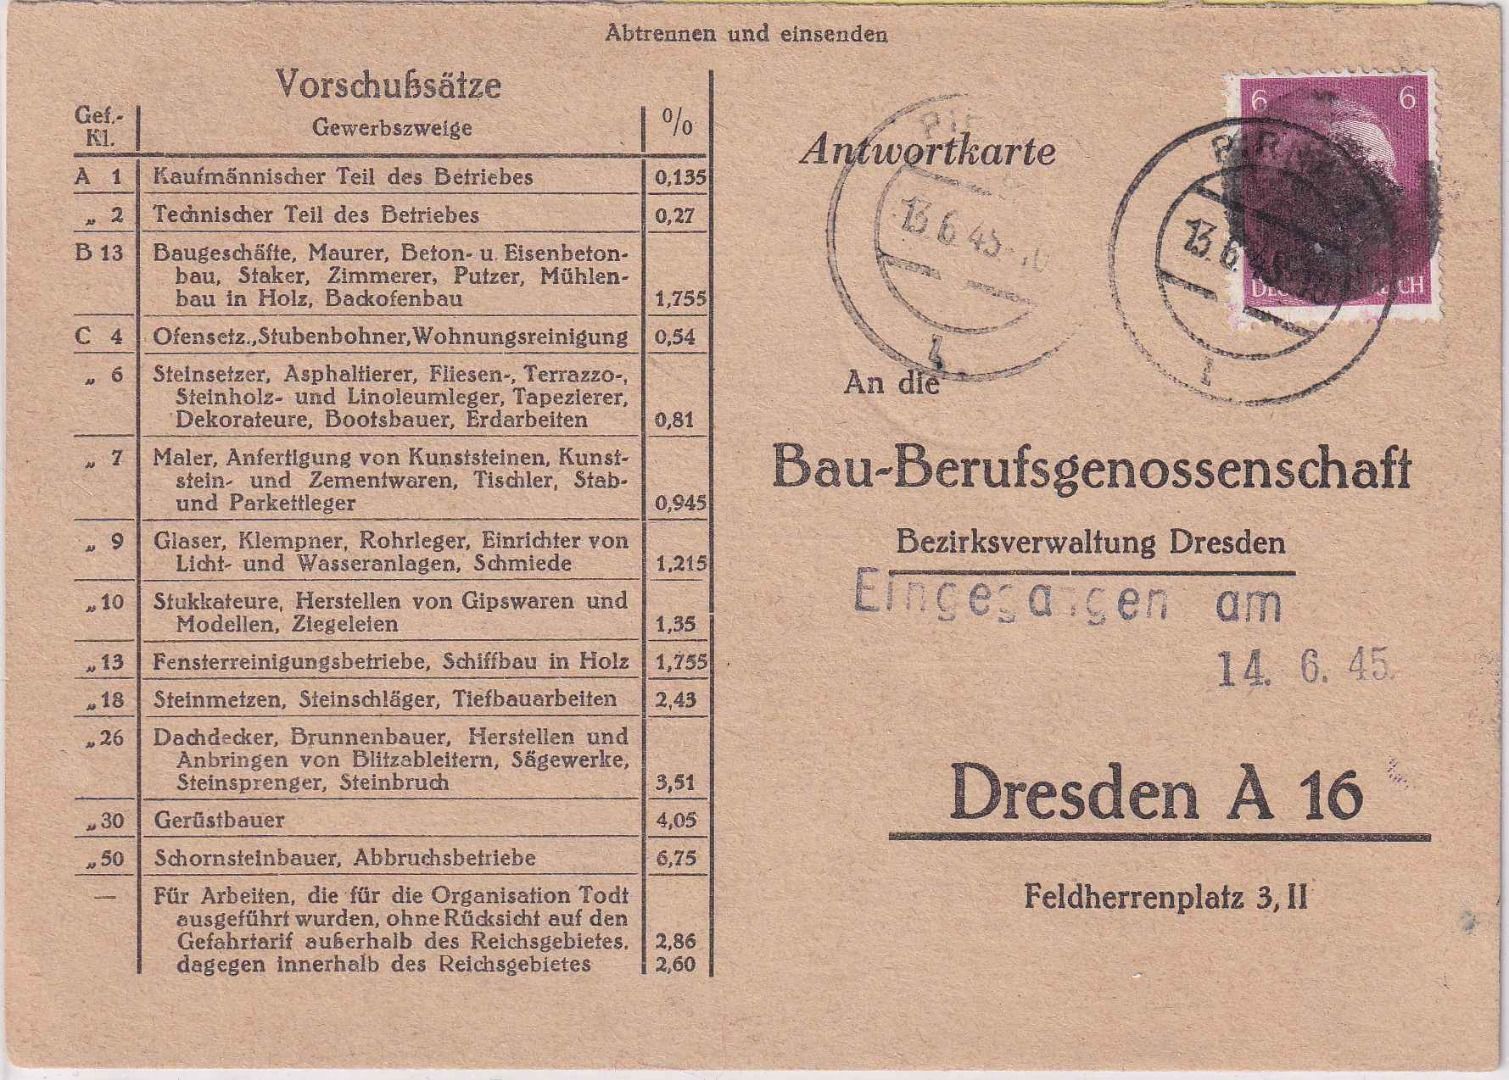 Abtrennen und einsenden
Vorschußsätze
Gef.-Kl. Gewerbszweige %
A 1 Kaufmännischer Teil des Betriebes 0,135
„ 2 Technischer Teil des Betriebes 0,27
B 13 Baugeschäfte, Maurer, Beton- u. Eisenbeton-
bau, Staker, Zimmerer, Putzer, Mühlen-
bau in Holz, Backofenbau 1,755
C 4 Ofensetz., Stubenbohner, Wohnungsreinigung 0,54
„ 6 Steinsetzer, Asphaltierer, Fliesen-, Terrazzo-,
Steinholz- und Linoleumleger, Tapezierer,
Dekorateure, Bootsbauer, Erdarbeiten 0,81
„ 7 Maler, Anfertigung von Kunststeinen, Kunst-
stein- und Zementwaren, Tischler, Stab-
und Parkettleger 0,945
„ 9 Glaser, Klempner, Rohrleger, Einrichter von
Licht- und Wasseranlagen, Schmiede 1,215
„ 10 Stukkateure, Herstellen von Gipswaren und
Modellen, Ziegeleien 1,35
„ 13 Fensterreinigungsbetriebe, Schiffbau in Holz 1,755
„ 18 Steinmetzen, Steinschläger, Tiefbauarbeiten 2,43
„ 26 Dachdecker, Brunnenbauer, Herstellen und
Anbringen von Blitzableitern, Sägewerke,
Steinsprenger, Steinbruch 3,51
„ 30 Gerüstbauer 4,05
„ 50 Schornsteinbauer, Abbruchsbetriebe 6,75
— Für Arbeiten, die für die Organisation Todt
ausgeführt wurden, ohne Rücksicht auf den
Gefahrtarif außerhalb des Reichsgebietes, 2,86
dagegen innerhalb des Reichsgebietes 2,60
6 6
Antwortkarte
13.6.45
13.6.45
1
1
An die
Bau-Berufsgenossenschaft
Bezirksverwaltung Dresden
Eingegangen am
14. 6. 45.
Dresden A 16
Feldherrenplatz 3, II